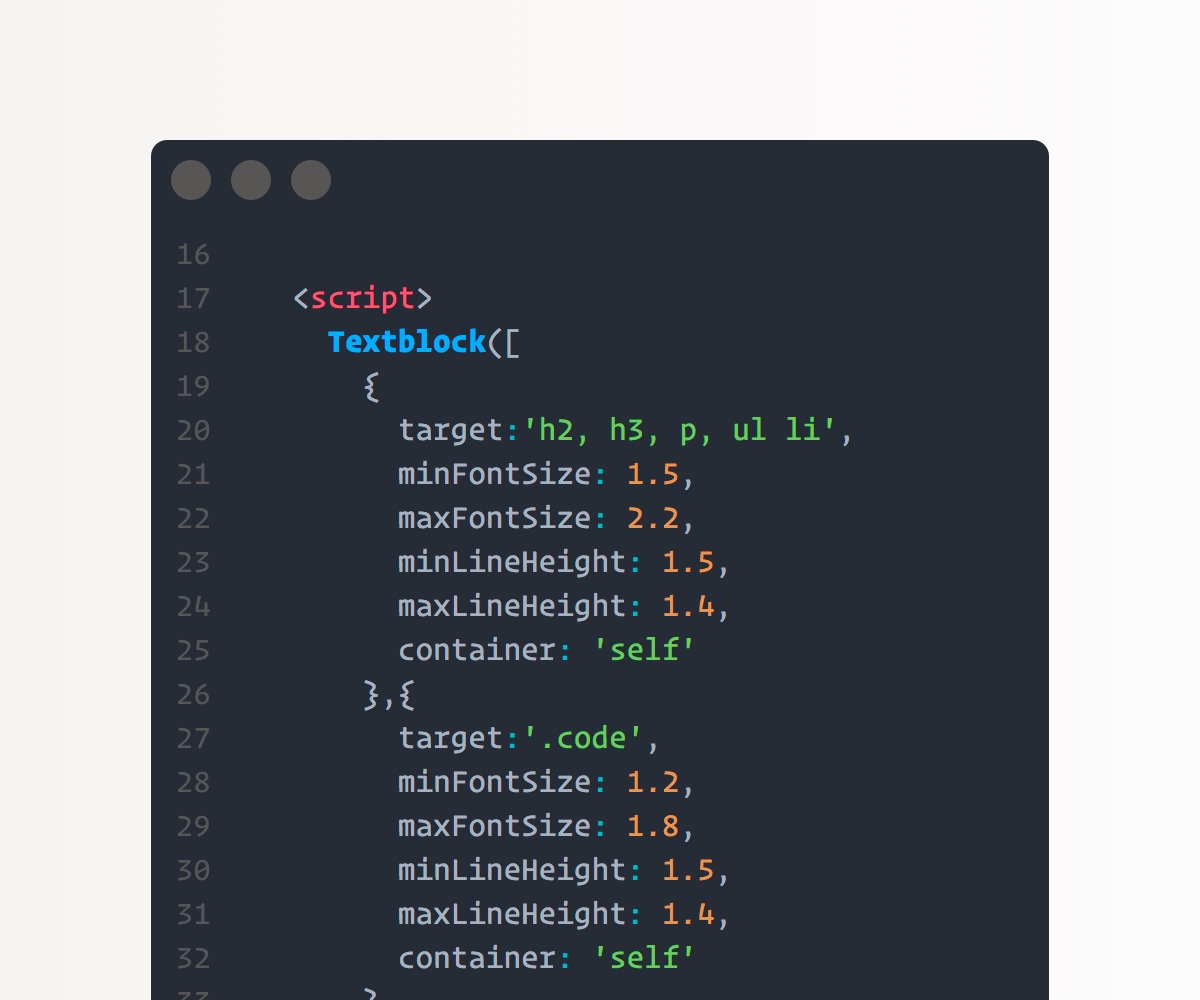 16
17 <script>
18 Textblock([
19 {
20 target:'h2, h3, p, ul li',
21 minFontSize: 1.5,
22 maxFontSize: 2.2,
23 minLineHeight: 1.5,
24 maxLineHeight: 1.4,
25 container: 'self'
26 },{
27 target:'.code',
28 minFontSize: 1.2,
29 maxFontSize: 1.8,
30 minLineHeight: 1.5,
31 maxLineHeight: 1.4,
32 container: 'self'
33 }